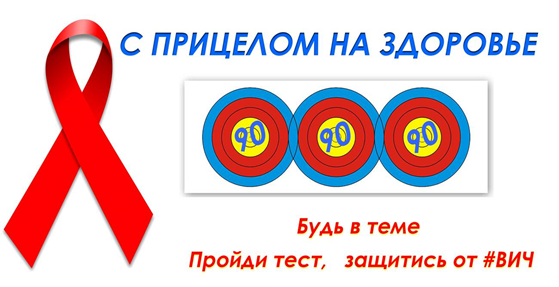 С ПРИЦЕЛОМ НА ЗДОРОВЬЕ
90 90 90
Будь в теме
Пройди тест, защитись от #ВИЧ